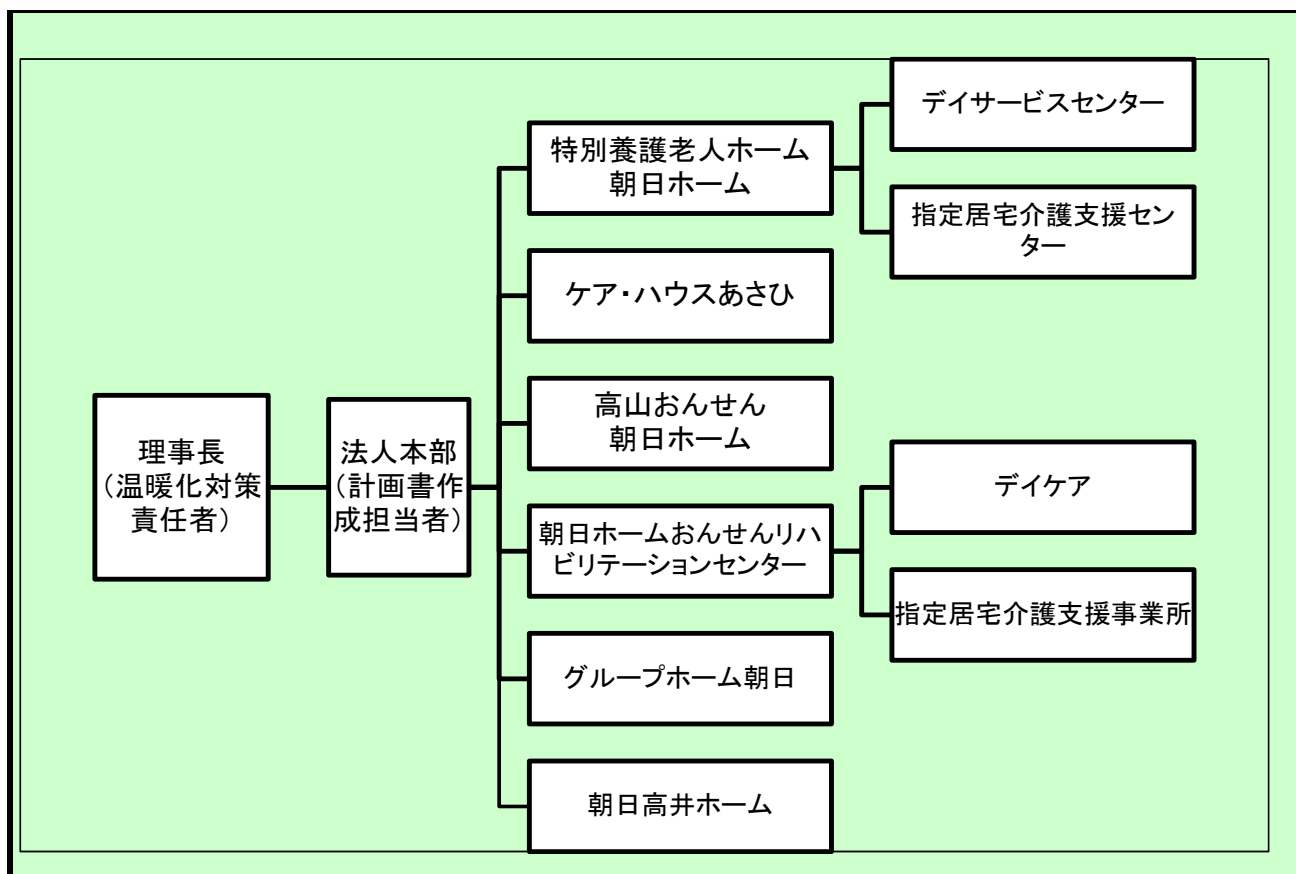 理事長
（温暖化対策
責任者）
法人本部
（計画書作
成担当者）
特別養護老人ホーム
朝日ホーム
デイサービスセンター
指定居宅介護支援セン
ター
ケア・ハウスあさひ
高山おんせん
朝日ホーム
朝日ホームおんせんリハ
ビリテーションセンター
デイケア
指定居宅介護支援事業所
グループホーム朝日
朝日高井ホーム